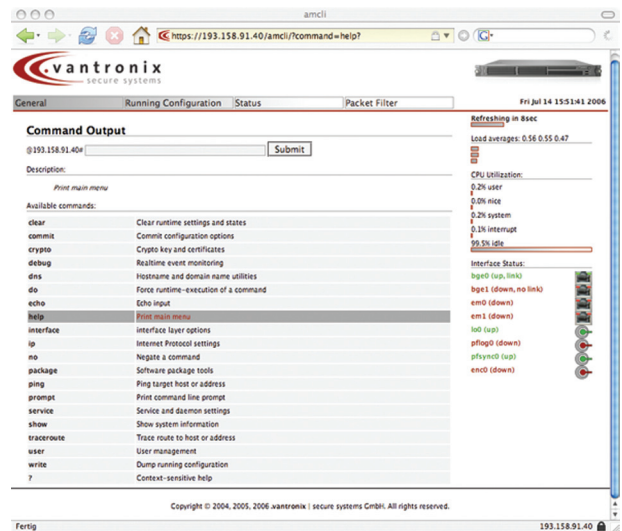 amcli
https://193.158.91.40/amcli/?command=help?
G
.vantronix
secure systems
General Running Configuration Status Packet Filter Fri Jul 14 15:51:41 2006
Command Output
@193.158.91.40# Submit
Description:
Print main menu
Available commands:
clear Clear runtime settings and states
commit Commit configuration options
crypto Crypto key and certificates
debug Realtime event monitoring
dns Hostname and domain name utilities
do Force runtime-execution of a command
echo Echo input
help Print main menu
interface interface layer options
ip Internet Protocol settings
no Negate a command
package Software package tools
ping Ping target host or address
prompt Print command line prompt
service Service and daemon settings
show Show system information
traceroute Trace route to host or address
user User management
write Dump running configuration
? Context-sensitive help
Refreshing in 8sec
Load averages: 0.56 0.55 0.47
CPU Utilization:
0.2% user
0.0% nice
0.2% system
0.1% interrupt
99.5% idle
Interface Status:
bge0 (up, link)
bge1 (down, no link)
em0 (down)
em1 (down)
lo0 (up)
pflog0 (down)
pfsync0 (up)
enc0 (down)
Copyright © 2004, 2005, 2006 .vantronix | secure systems GmbH. All rights reserved.
Fertig 193.158.91.40